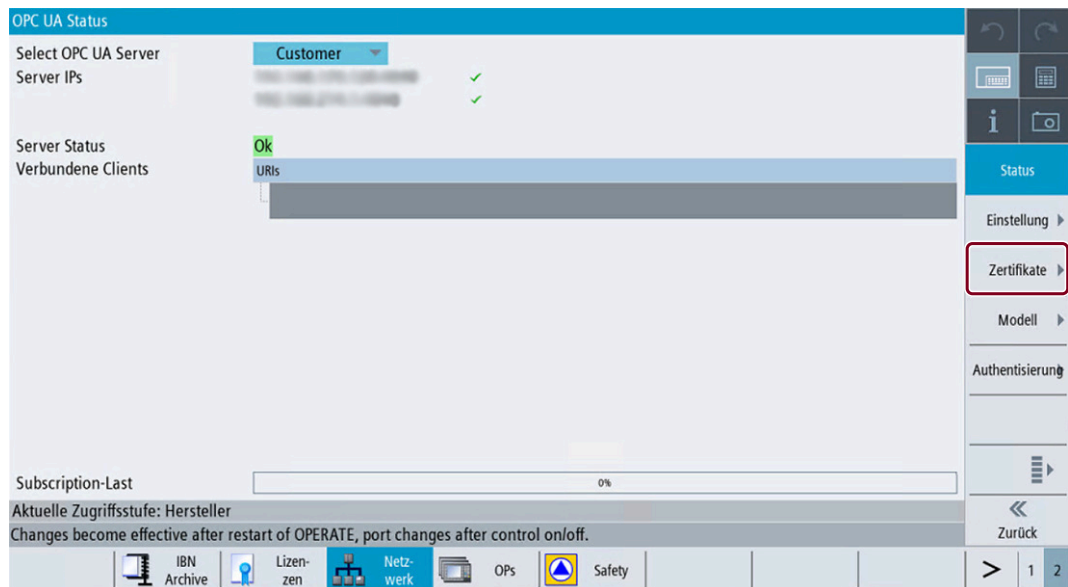 OPC UA Status
Select OPC UA Server Customer
Server IPs
Server Status Ok
Verbundene Clients URIs
Subscription-Last 0%
Aktuelle Zugriffsstufe: Hersteller
Changes become effective after restart of OPERATE, port changes after control on/off.
i
Status
Einstellung
Zertifikate
Modell
Authentisierung
Zurück
IBN
Archive
Lizen-
zen
Netz-
werk
OPs
Safety
> 1 2